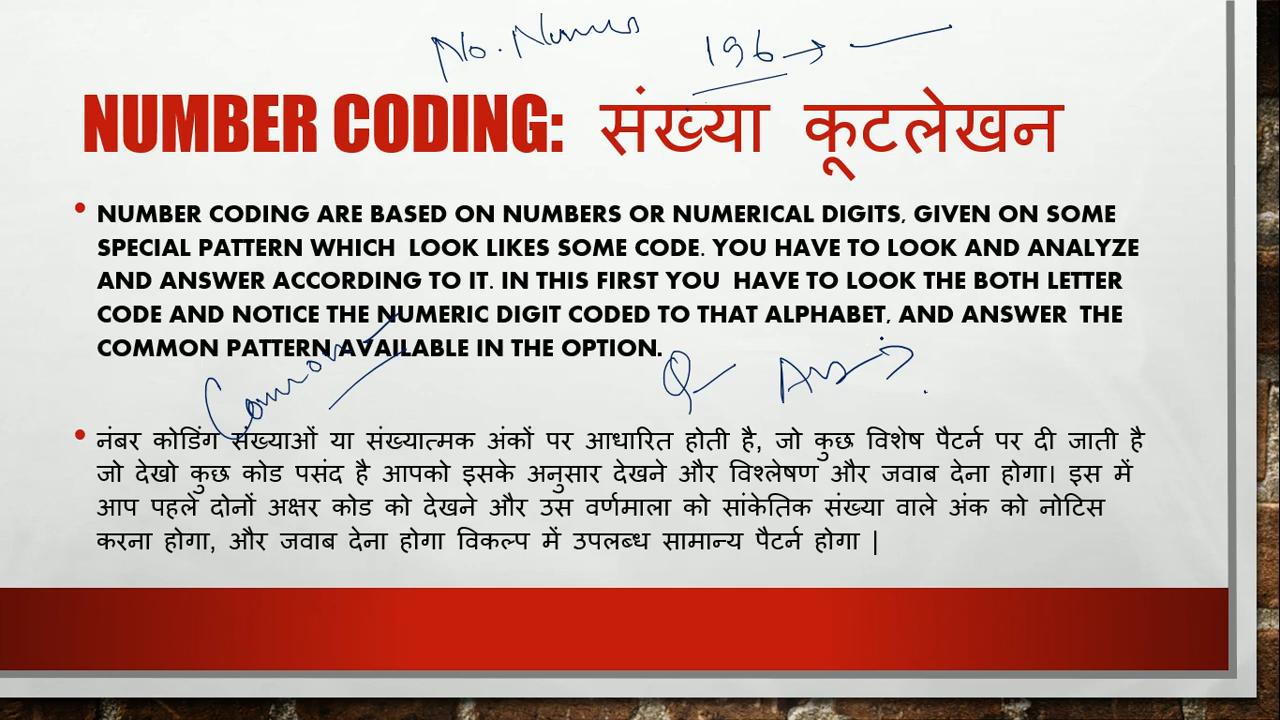 No. Names
196 →
NUMBER CODING: संख्या कूटलेखन
• NUMBER CODING ARE BASED ON NUMBERS OR NUMERICAL DIGITS, GIVEN ON SOME
SPECIAL PATTERN WHICH LOOK LIKES SOME CODE. YOU HAVE TO LOOK AND ANALYZE
AND ANSWER ACCORDING TO IT. IN THIS FIRST YOU HAVE TO LOOK THE BOTH LETTER
CODE AND NOTICE THE NUMERIC DIGIT CODED TO THAT ALPHABET, AND ANSWER THE
COMMON PATTERN AVAILABLE IN THE OPTION.
Common
Q- Ans →
• नंबर कोडिंग संख्याओं या संख्यात्मक अंकों पर आधारित होती है, जो कुछ विशेष पैटर्न पर दी जाती है
जो देखो कुछ कोड पसंद है आपको इसके अनुसार देखने और विश्लेषण और जवाब देना होगा। इस में
आप पहले दोनों अक्षर कोड को देखने और उस वर्णमाला को सांकेतिक संख्या वाले अंक को नोटिस
करना होगा, और जवाब देना होगा विकल्प में उपलब्ध सामान्य पैटर्न होगा |